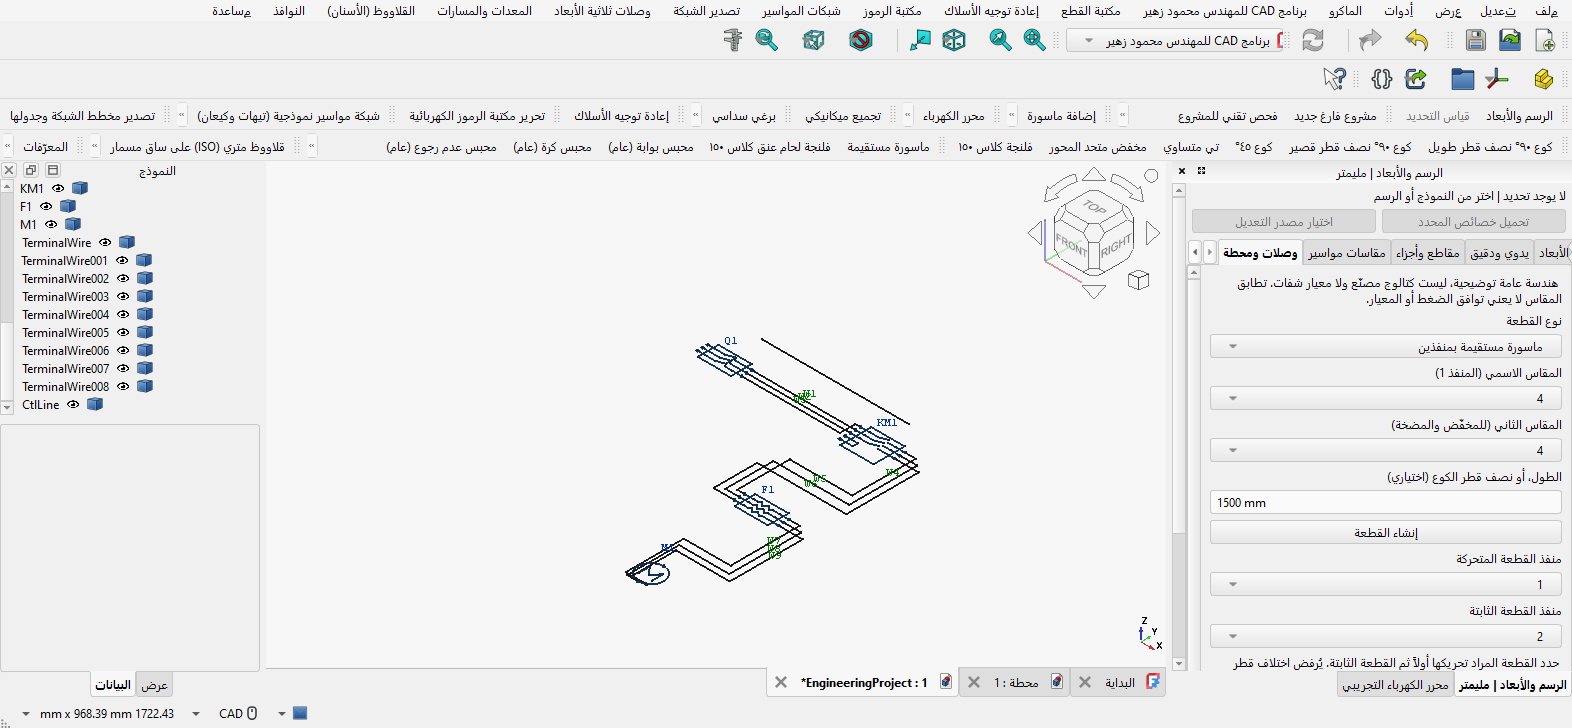 ملف تعديل عرض أدوات الماكرو برنامج CAD للمهندس محمود زهير مكتبة القطع إعادة توجيه الأسلاك مكتبة الرموز شبكات المواسير تصدير الشبكة وصلات ثلاثية الأبعاد المعدات والمسارات القلاووظ (الأسنان) النوافذ مساعدة
برنامج CAD للمهندس محمود زهير
الرسم والأبعاد قياس التحديد مشروع فارغ جديد فحص تقني للمشروع إضافة ماسورة محرر الكهرباء تجميع ميكانيكي برغي سداسي إعادة توجيه الأسلاك تحرير مكتبة الرموز الكهربائية شبكة مواسير نموذجية (تيهات وكيعان) تصدير مخطط الشبكة وجدولها
كوع ٩٠° نصف قطر طويل كوع ٩٠° نصف قطر قصير كوع ٤٥° تي متساوي مخفض متحد المحور فلنجة كلاس ١٥٠ ماسورة مستقيمة فلنجة لحام عنق كلاس ١٥٠ محبس بوابة (عام) محبس كرة (عام) محبس عدم رجوع (عام) قلاووظ متري (ISO) على ساق مسمار المعرّفات
النموذج
KM1
F1
M1
TerminalWire
TerminalWire001
TerminalWire002
TerminalWire003
TerminalWire004
TerminalWire005
TerminalWire006
TerminalWire007
TerminalWire008
CtlLine
البيانات عرض
TOP
FRONT
RIGHT
Q1
W1
KM1
W4
W5
W6
F1
W7
W8
W9
M1
Z
Y
X
الرسم والأبعاد | مليمتر
لا يوجد تحديد | اختر من النموذج أو الرسم
تحميل خصائص المحدد
اختيار مصدر التعديل
الأبعاد يدوي ودقيق مقاطع وأجزاء مقاسات مواسير وصلات ومحطة
هندسة عامة توضيحية، ليست كتالوج مصنّع ولا معيار شفات. تطابق
المقاس لا يعني توافق الضغط أو المعيار.
نوع القطعة
ماسورة مستقيمة بمنفذين
المقاس الاسمي (المنفذ 1)
4
المقاس الثاني (للمخفّض والمضخة)
4
الطول، أو نصف قطر الكوع (اختياري)
1500 mm
إنشاء القطعة
منفذ القطعة المتحركة
1
منفذ القطعة الثابتة
2
حدد القطعة المراد تحريكها أولاً ثم القطعة الثابتة. يُرفض اختلاف قطر
الرسم والأبعاد | مليمتر محرر الكهرباء التجريبي
البداية
محطة : 1
EngineeringProject : 1*
mm x 968.39 mm 1722.43
CAD